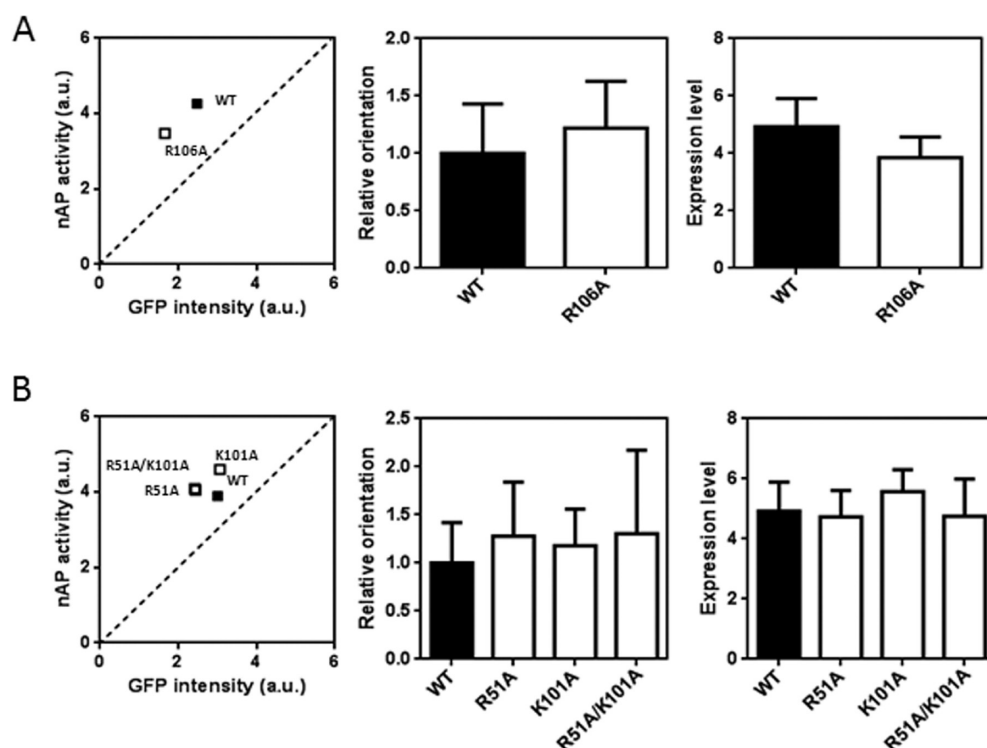 A
nAP activity (a.u.)
6
4
2
0
WT
R106A
0 2 4 6
GFP intensity (a.u.)
Relative orientation
2.0
1.5
1.0
0.5
0.0
WT
R106A
Expression level
8
6
4
2
0
WT
R106A
B
nAP activity (a.u.)
6
4
2
0
R51A/K101A
K101A
R51A
WT
0 2 4 6
GFP intensity (a.u.)
Relative orientation
2.5
2.0
1.5
1.0
0.5
0.0
WT
R51A
K101A
R51A/K101A
Expression level
8
6
4
2
0
WT
R51A
K101A
R51A/K101A